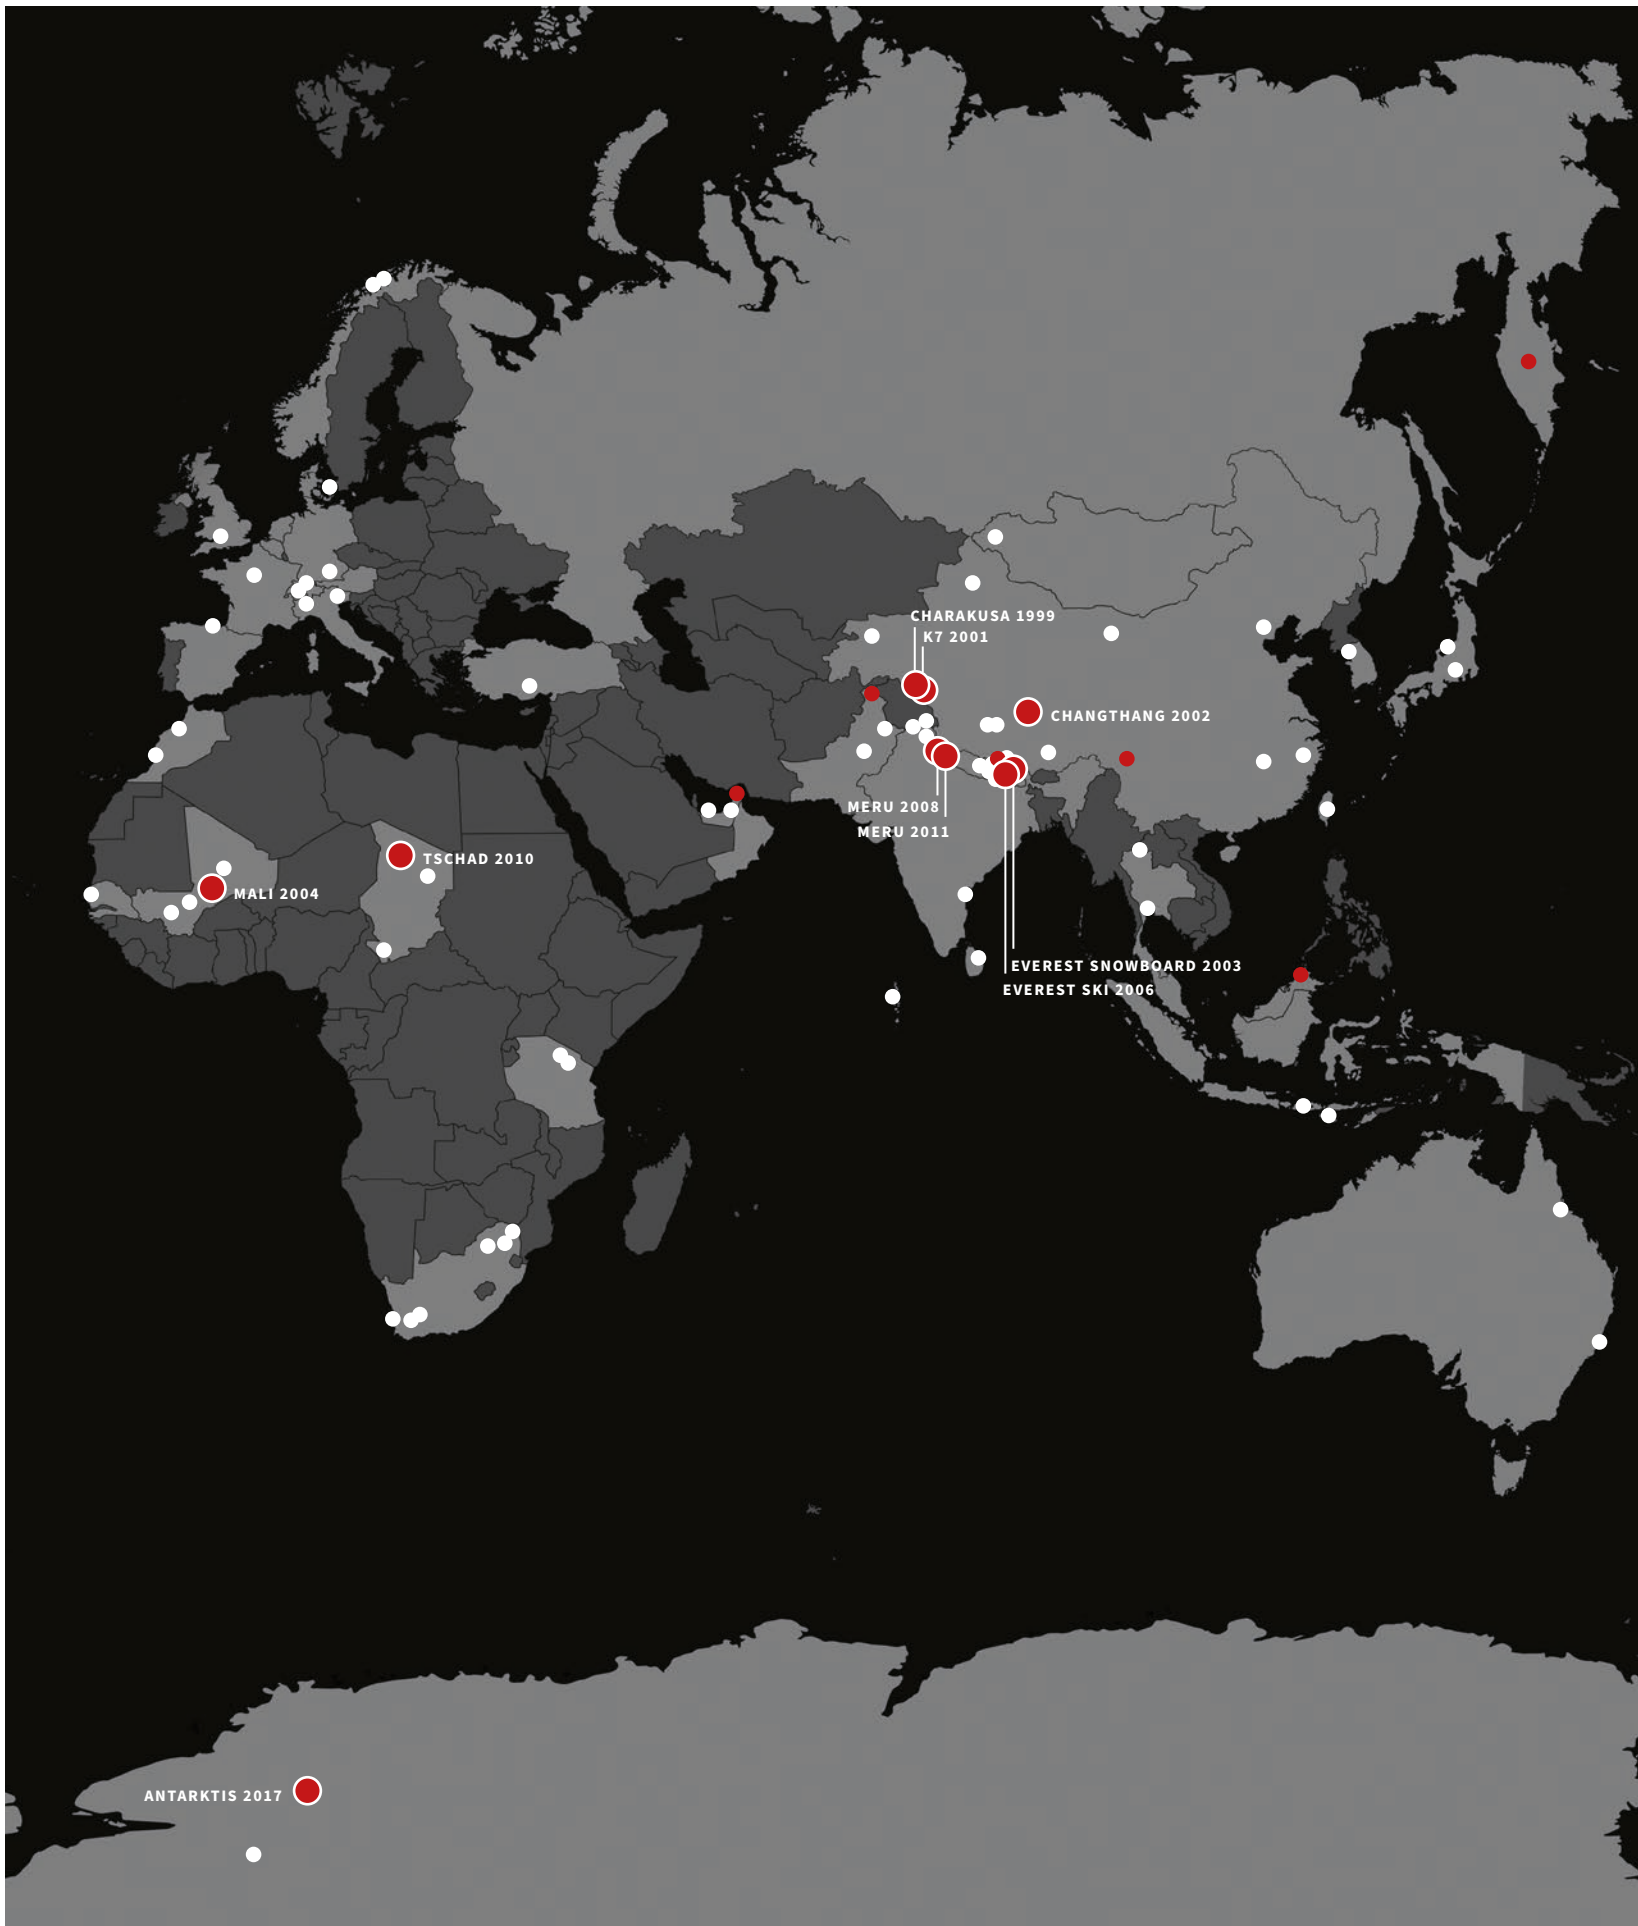 CHARAKUSA 1999
K7 2001
CHANGTHANG 2002
MERU 2008
MERU 2011
TSCHAD 2010
MALI 2004
EVEREST SNOWBOARD 2003
EVEREST SKI 2006
ANTARKTIS 2017